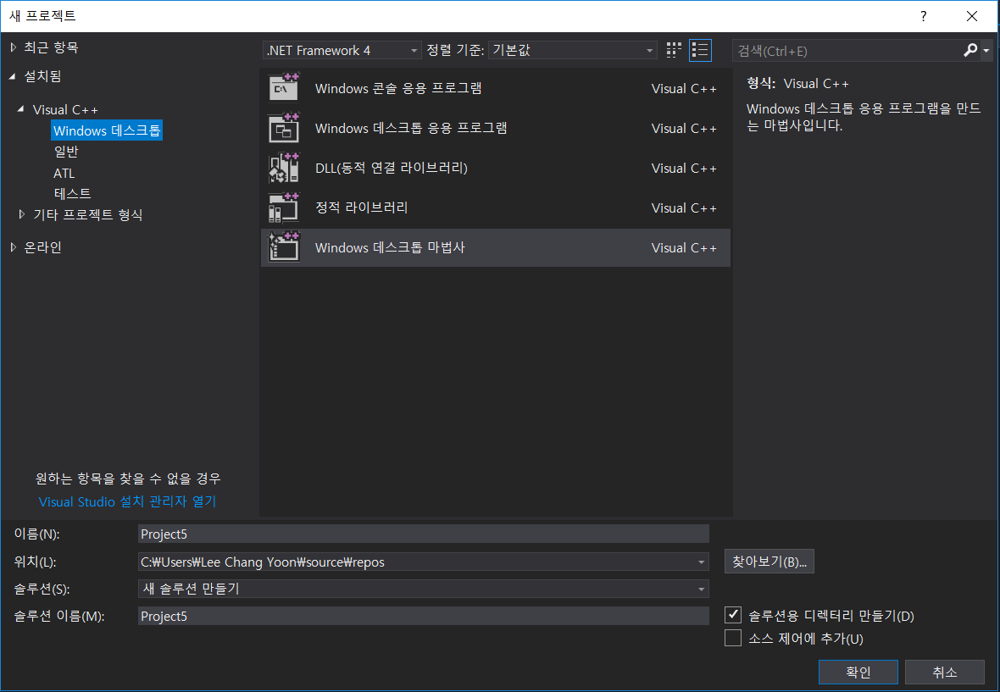 새 프로젝트
?
최근 항목
설치됨
Visual C++
Windows 데스크톱
일반
ATL
테스트
기타 프로젝트 형식
온라인
원하는 항목을 찾을 수 없을 경우
Visual Studio 설치 관리자 열기
.NET Framework 4 정렬 기준: 기본값
Windows 콘솔 응용 프로그램 Visual C++
Windows 데스크톱 응용 프로그램 Visual C++
DLL(동적 연결 라이브러리) Visual C++
정적 라이브러리 Visual C++
Windows 데스크톱 마법사 Visual C++
검색(Ctrl+E)
형식: Visual C++
Windows 데스크톱 응용 프로그램을 만드
는 마법사입니다.
이름(N): Project5
위치(L): C:₩Users₩Lee Chang Yoon₩source₩repos 찾아보기(B)...
솔루션(S): 새 솔루션 만들기
솔루션 이름(M): Project5 솔루션용 디렉터리 만들기(D)
소스 제어에 추가(U)
확인 취소